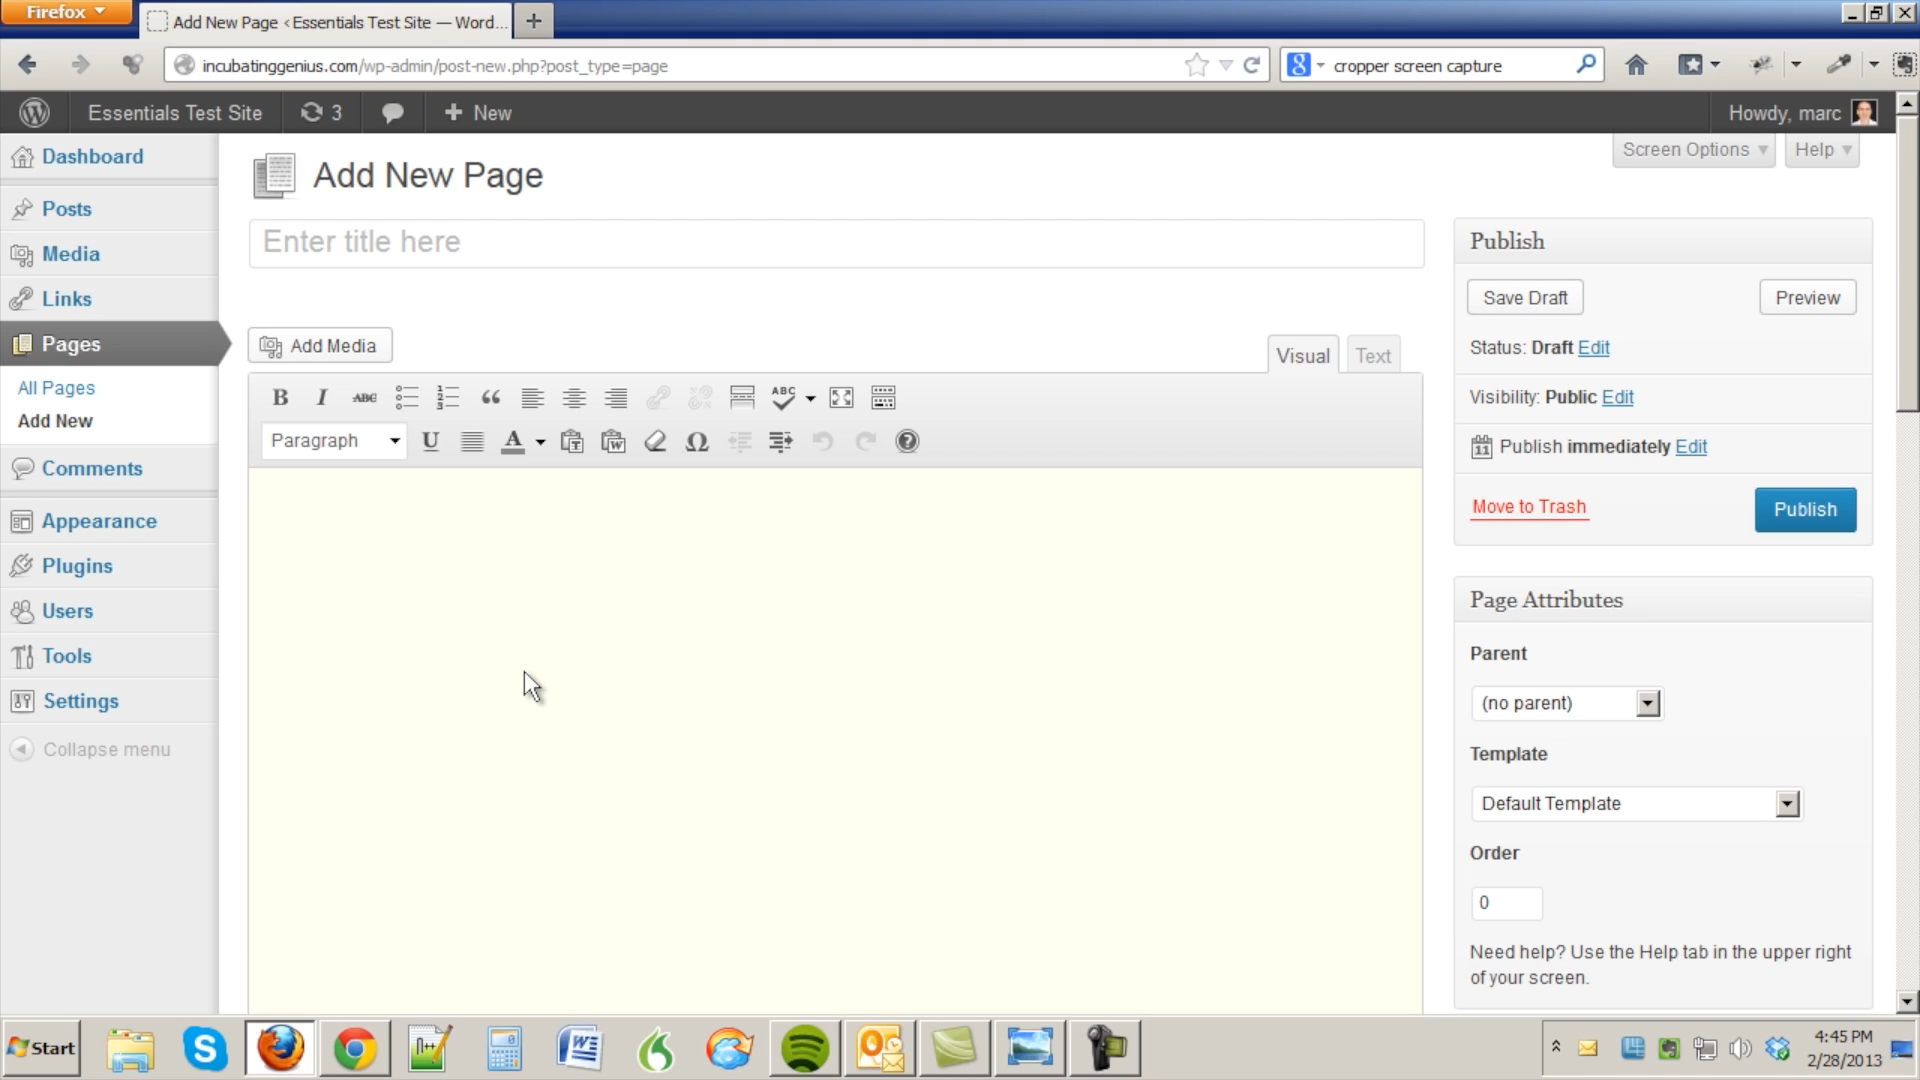 Firefox
Add New Page ‹ Essentials Test Site — Word...
incubatinggenius.com/wp-admin/post-new.php?post_type=page
cropper screen capture
Essentials Test Site
3
New
Howdy, marc
Dashboard
Posts
Media
Links
Pages
All Pages
Add New
Comments
Appearance
Plugins
Users
Tools
Settings
Collapse menu
Screen Options
Help
Add New Page
Enter title here
Add Media
Visual
Text
B I ABC ABC
Paragraph U A Ω
Publish
Save Draft
Preview
Status: Draft Edit
Visibility: Public Edit
11 Publish immediately Edit
Move to Trash
Publish
Page Attributes
Parent
(no parent)
Template
Default Template
Order
0
Need help? Use the Help tab in the upper right
of your screen.
Start
4:45 PM
2/28/2013